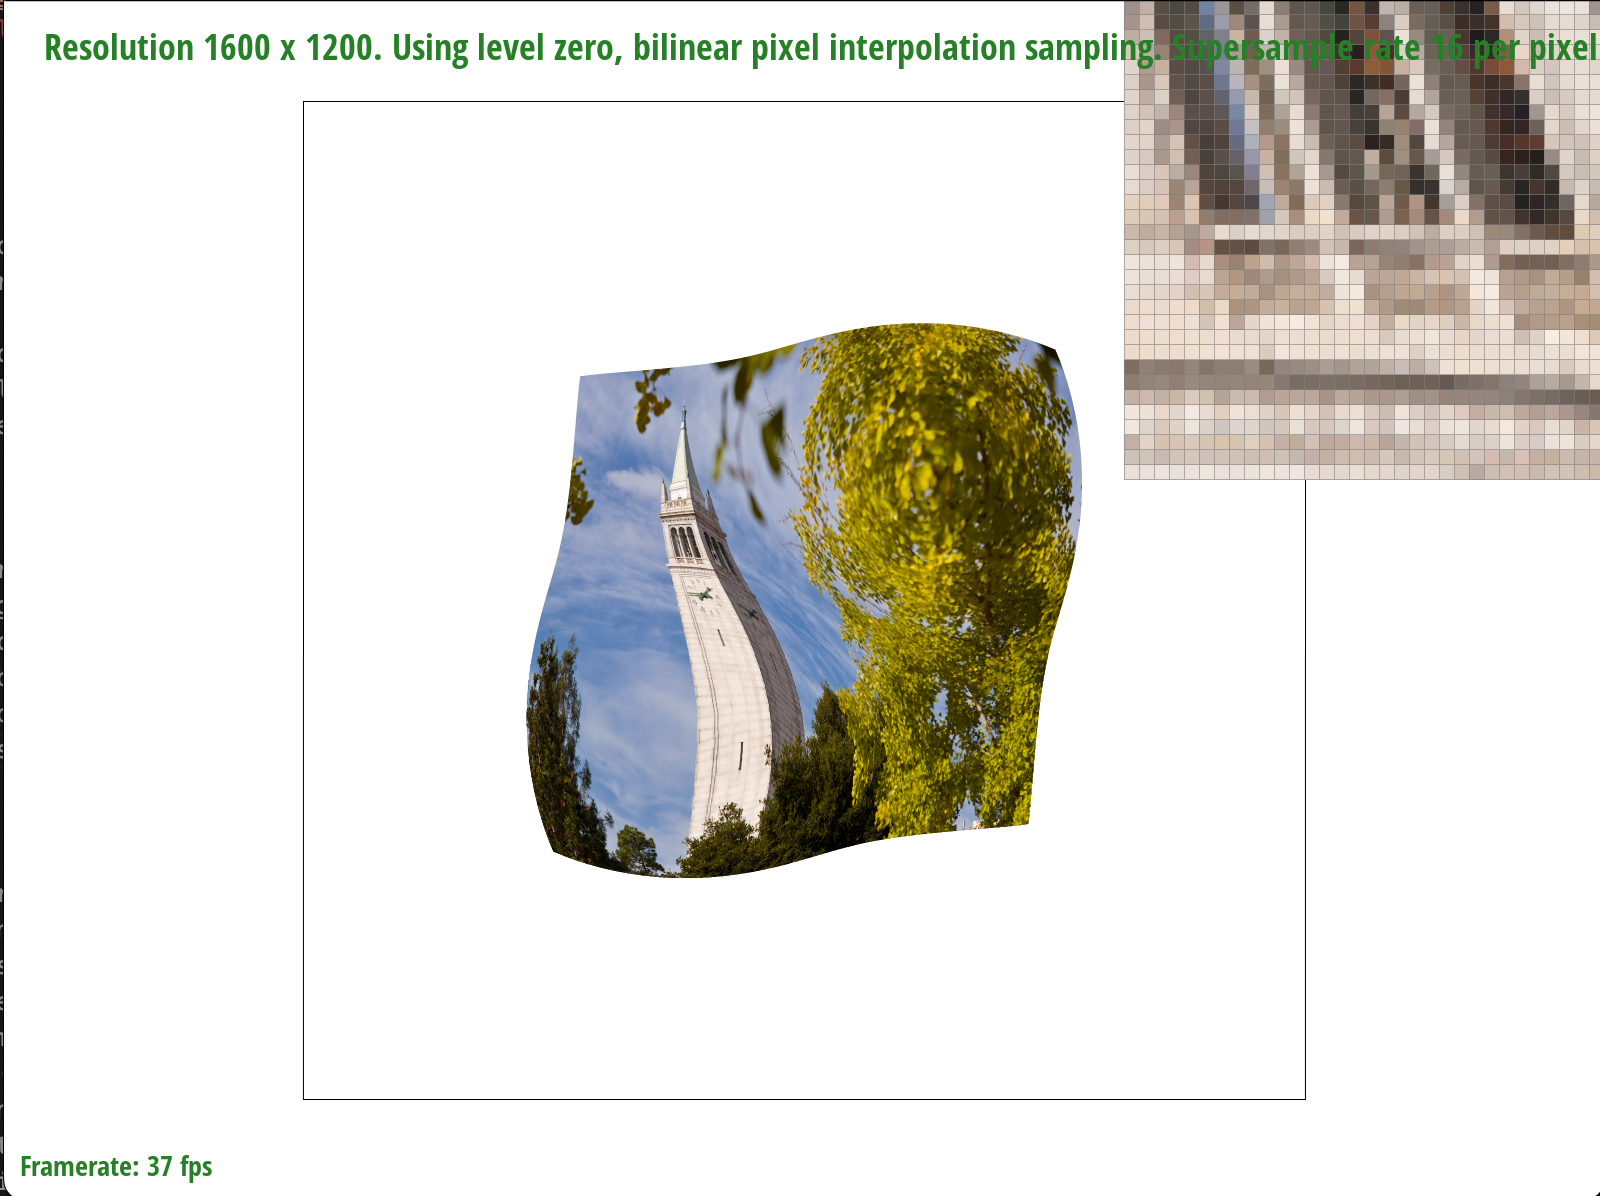 Resolution 1600 x 1200. Using level zero, bilinear pixel interpolation sampling. Supersample rate 16 per pixel
Framerate: 37 fps